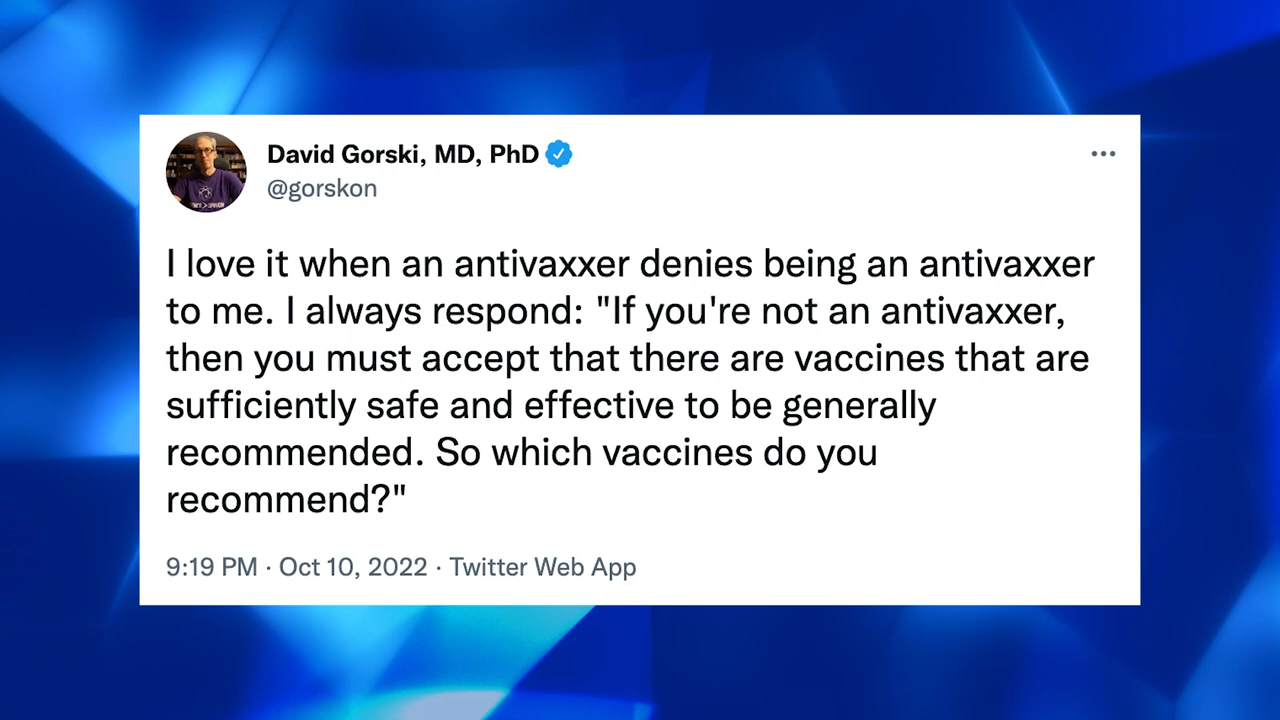 David Gorski, MD, PhD
@gorskon
I love it when an antivaxxer denies being an antivaxxer
to me. I always respond: "If you're not an antivaxxer,
then you must accept that there are vaccines that are
sufficiently safe and effective to be generally
recommended. So which vaccines do you
recommend?"
9:19 PM · Oct 10, 2022 · Twitter Web App